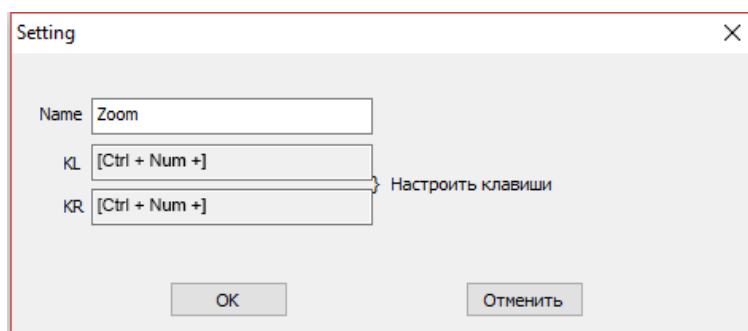 Setting
Name Zoom
KL [Ctrl + Num +]
} Настроить клавиши
KR [Ctrl + Num +]
OK Отменить